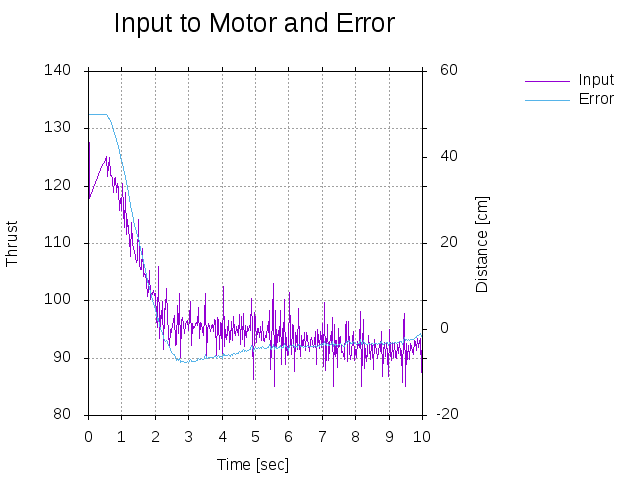 Input to Motor and Error
Input
Error
140
130
120
110
100
90
80
60
40
20
0
-20
Thrust
Distance [cm]
0 1 2 3 4 5 6 7 8 9 10
Time [sec]